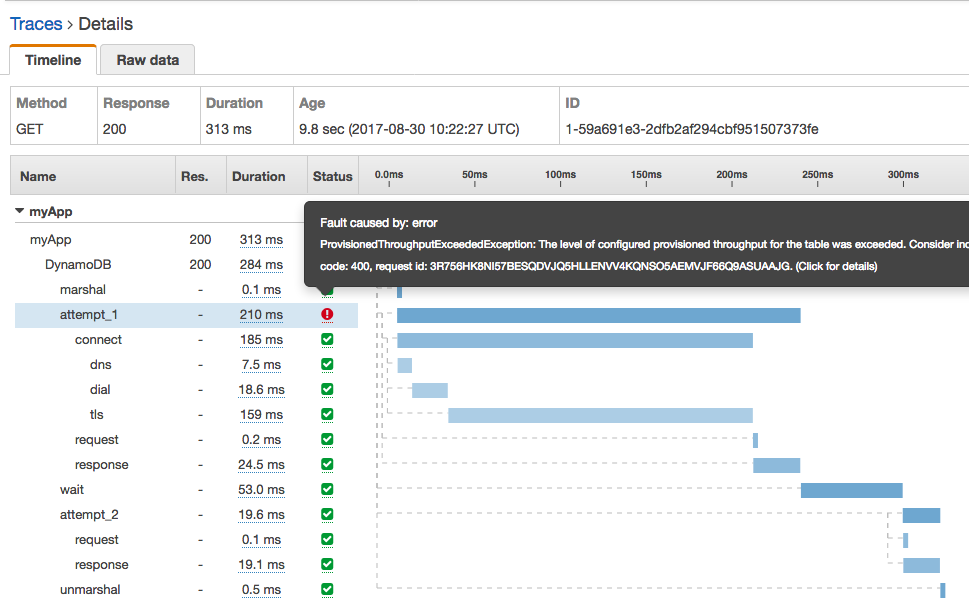 Traces > Details
Timeline Raw data
Method Response Duration Age ID
GET 200 313 ms 9.8 sec (2017-08-30 10:22:27 UTC) 1-59a691e3-2dfb2af294cbf951507373fe
Name Res. Duration Status 0.0ms 50ms 100ms 150ms 200ms 250ms 300ms
myApp
Fault caused by: error
ProvisionedThroughputExceededException: The level of configured provisioned throughput for the table was exceeded. Consider
code: 400, request id: 3R756HK8NI57BESQDVJQ5HLLENVV4KQNSO5AEMVJF66Q9ASUAAJG. (Click for details)
myApp 200 313 ms
DynamoDB 200 284 ms
marshal - 0.1 ms
attempt_1 - 210 ms
connect - 185 ms
dns - 7.5 ms
dial - 18.6 ms
tls - 159 ms
request - 0.2 ms
response - 24.5 ms
wait - 53.0 ms
attempt_2 - 19.6 ms
request - 0.1 ms
response - 19.1 ms
unmarshal - 0.5 ms